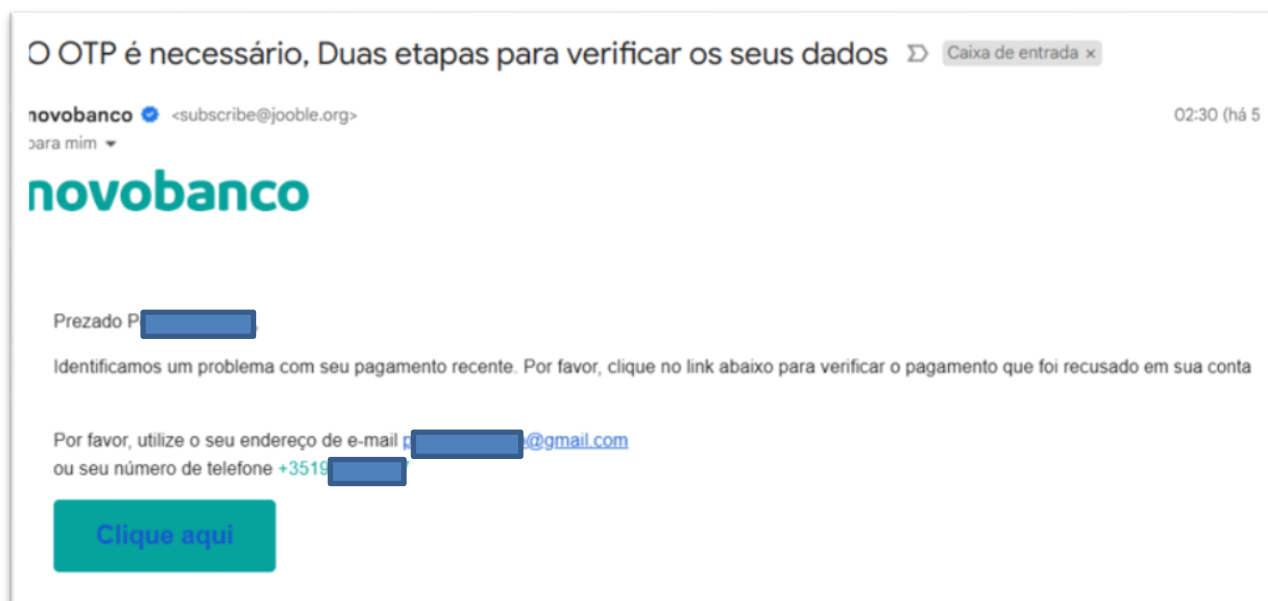 O OTP é necessário, Duas etapas para verificar os seus dados Caixa de entrada ×
novobanco <subscribe@jooble.org> 02:30 (há 5
para mim
novobanco
Prezado P
Identificamos um problema com seu pagamento recente. Por favor, clique no link abaixo para verificar o pagamento que foi recusado em sua conta
Por favor, utilize o seu endereço de e-mail p @gmail.com
ou seu número de telefone +3519
Clique aqui